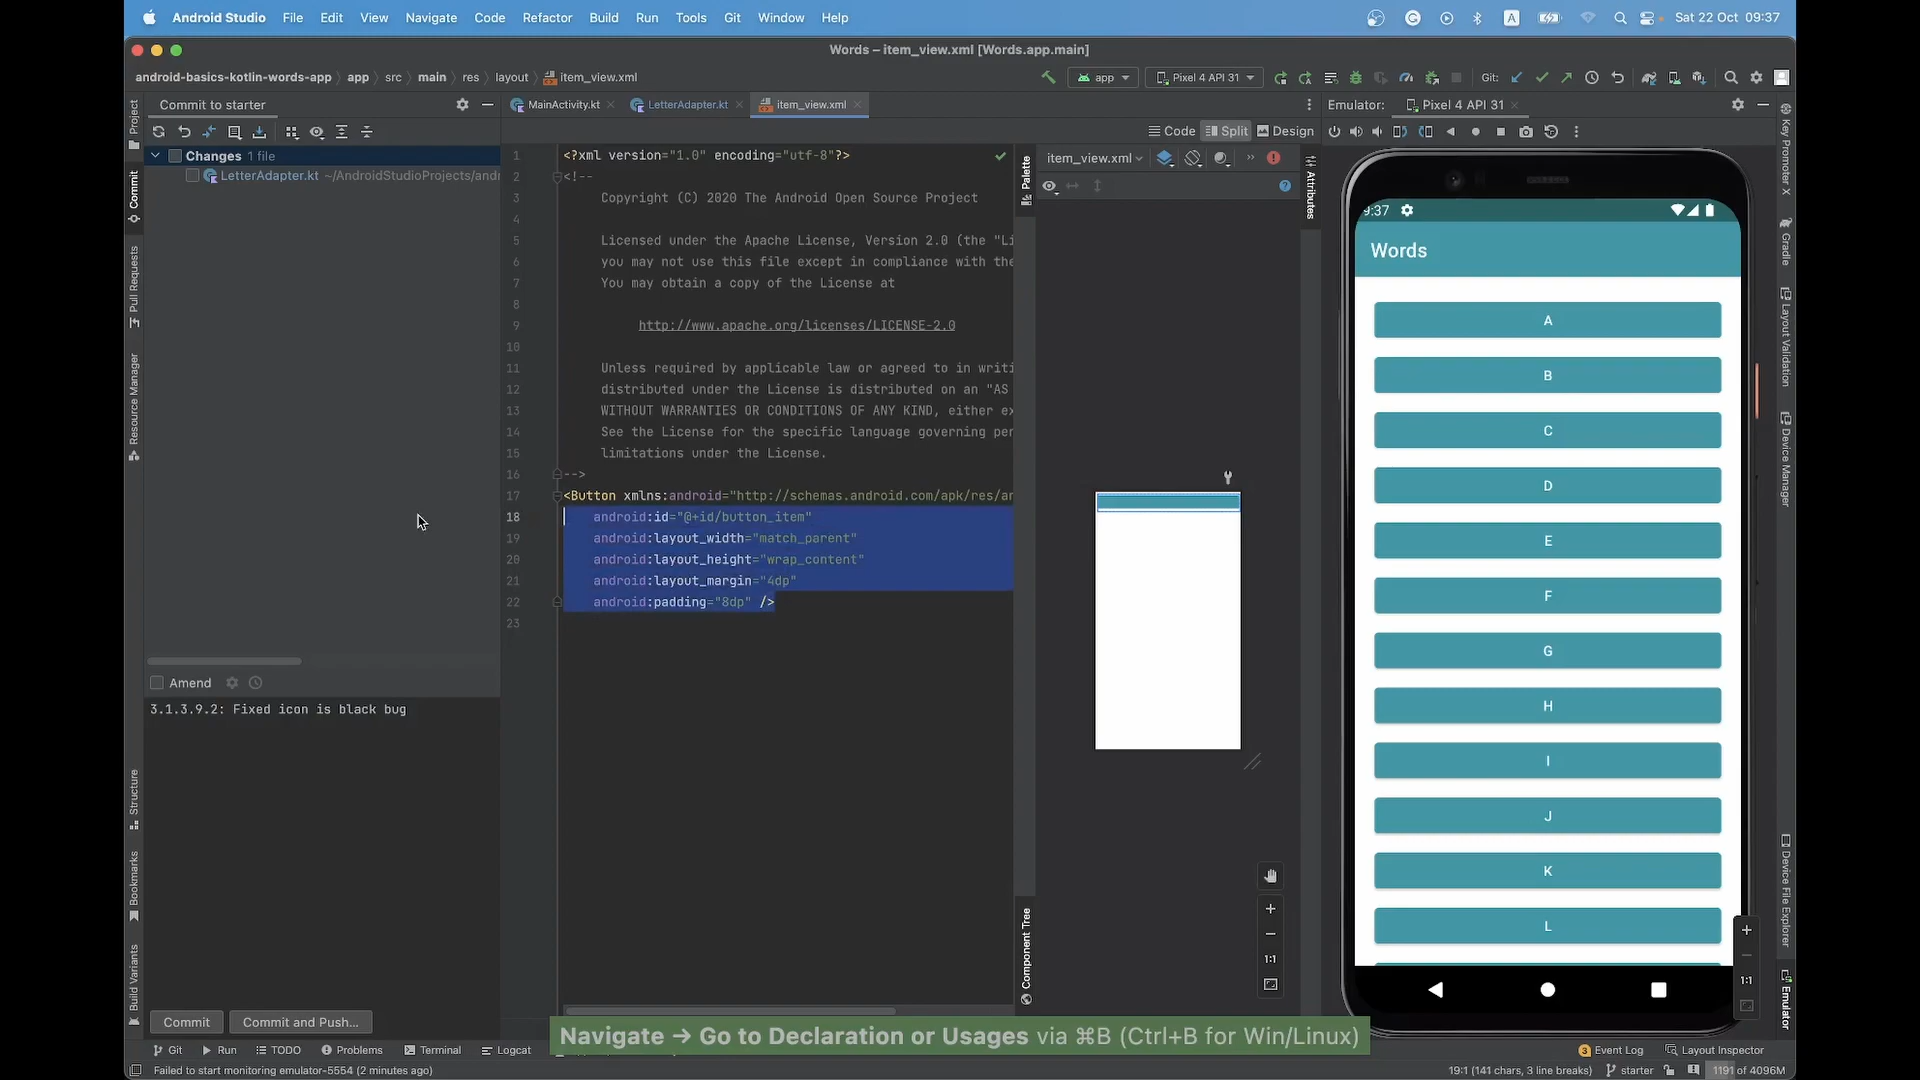 Android Studio File Edit View Navigate Code Refactor Build Run Tools Git Window Help
A Sat 22 Oct 09:37
Words – item_view.xml [Words.app.main]
android-basics-kotlin-words-app app src main res layout item_view.xml
app Pixel 4 API 31 Git:
Commit to starter
MainActivity.kt LetterAdapter.kt item_view.xml
Emulator: Pixel 4 API 31
Code Split Design
Changes 1 file
LetterAdapter.kt ~/AndroidStudioProjects/andr
Project
Commit
Pull Requests
Resource Manager
Structure
Bookmarks
Build Variants
1 <?xml version="1.0" encoding="utf-8"?>
2 <!--
3 Copyright (C) 2020 The Android Open Source Project
4
5 Licensed under the Apache License, Version 2.0 (the "Li
6 you may not use this file except in compliance with the
7 You may obtain a copy of the License at
8
9 http://www.apache.org/licenses/LICENSE-2.0
10
11 Unless required by applicable law or agreed to in writi
12 distributed under the License is distributed on an "AS
13 WITHOUT WARRANTIES OR CONDITIONS OF ANY KIND, either ex
14 See the License for the specific language governing per
15 limitations under the License.
16 -->
17 <Button xmlns:android="http://schemas.android.com/apk/res/an
18 android:id="@+id/button_item"
19 android:layout_width="match_parent"
20 android:layout_height="wrap_content"
21 android:layout_margin="4dp"
22 android:padding="8dp" />
23
Amend
3.1.3.9.2: Fixed icon is black bug
Commit Commit and Push...
Palette
Component Tree
item_view.xml
Attributes
1:1
9:37
Words
A
B
C
D
E
F
G
H
I
J
K
L
1:1
Key Promoter X
Gradle
Layout Validation
Device Manager
Device File Explorer
Emulator
Navigate → Go to Declaration or Usages via ⌘B (Ctrl+B for Win/Linux)
Git Run TODO Problems Terminal Logcat
3 Event Log Layout Inspector
Failed to start monitoring emulator-5554 (2 minutes ago)
19:1 (141 chars, 3 line breaks) starter 1191 of 4096M